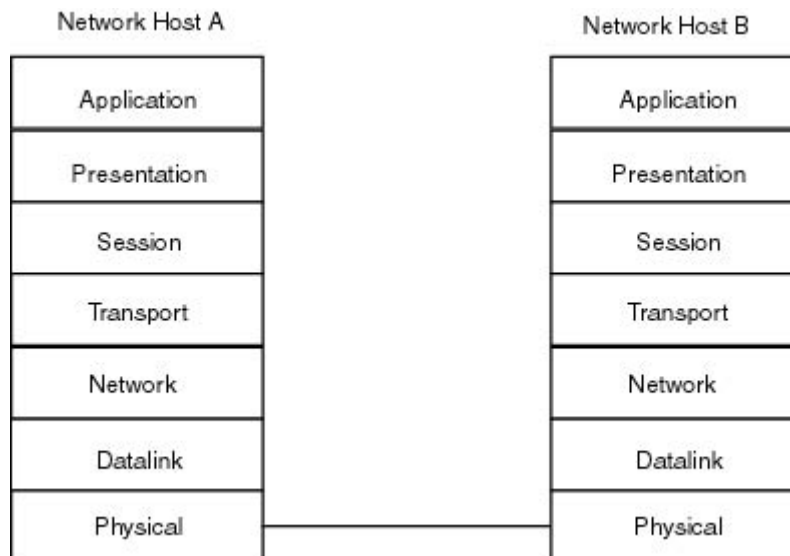 Network Host A
Network Host B
Application
Application
Presentation
Presentation
Session
Session
Transport
Transport
Network
Network
Datalink
Datalink
Physical
Physical